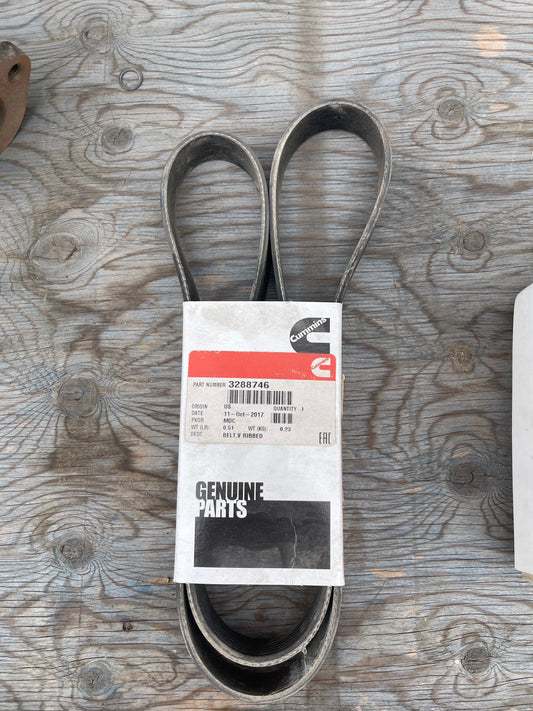 Cummins
PART NUMBER 3288746
ORIGIN US QUANTITY 1
DATE 11-Oct-2017
PKGR MDC
WT (LB) 0.51 WT (KG) 0.23
DESC BELT,V RIBBED
EAC
GENUINE
PARTS